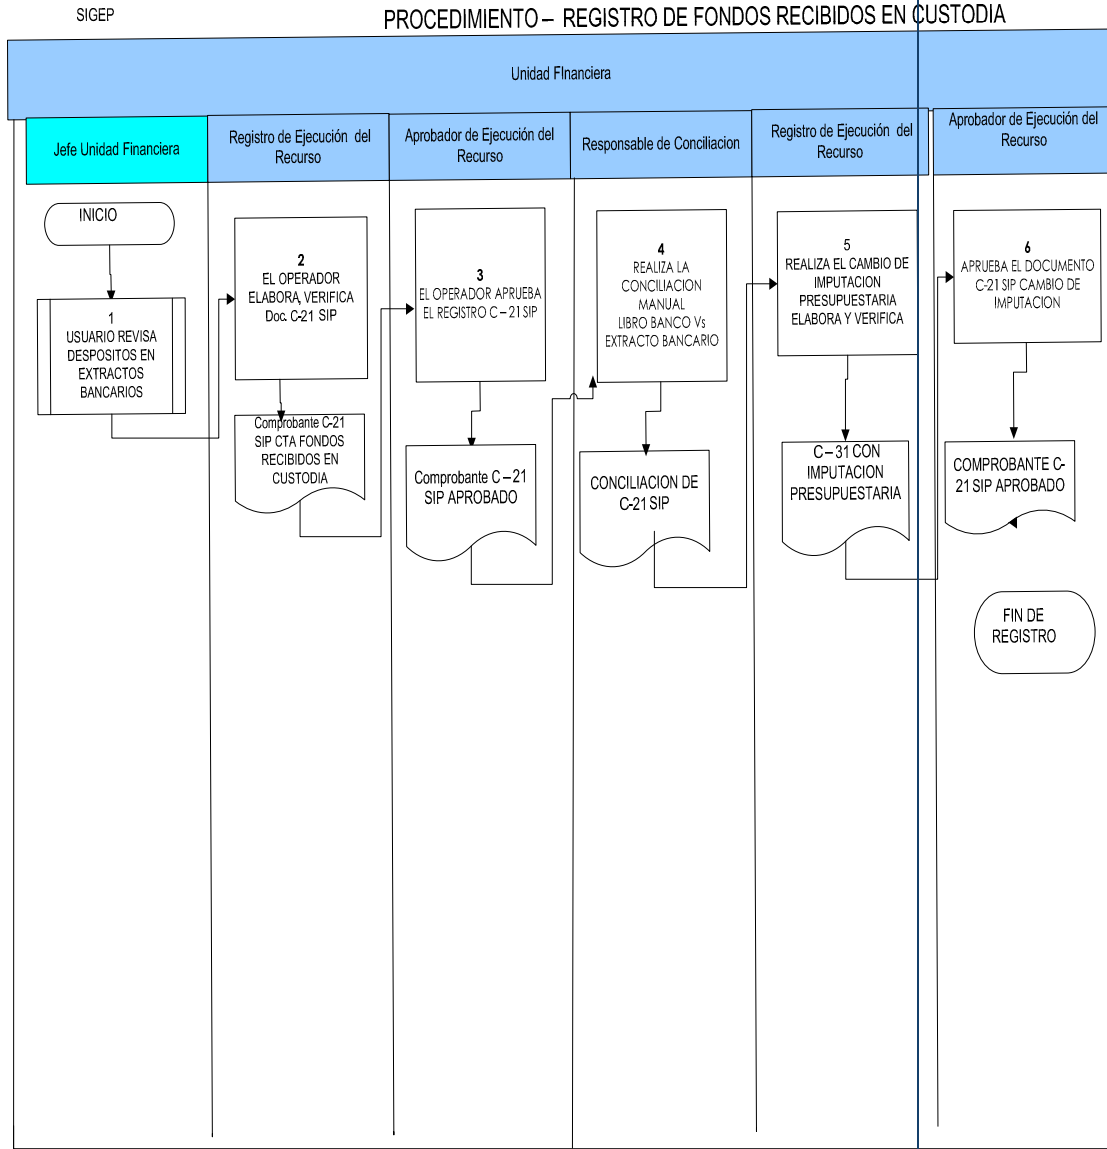 SIGEP
PROCEDIMIENTO – REGISTRO DE FONDOS RECIBIDOS EN CUSTODIA
Unidad FInanciera
Jefe Unidad Financiera
Registro de Ejecución del
Recurso
Aprobador de Ejecución del
Recurso
Responsable de Conciliacion
Registro de Ejecución del
Recurso
Aprobador de Ejecución del
Recurso
INICIO
1
USUARIO REVISA
DESPOSITOS EN
EXTRACTOS
BANCARIOS
2
EL OPERADOR
ELABORA, VERIFICA
Doc. C-21 SIP
Comprobante C-21
SIP CTA FONDOS
RECIBIDOS EN
CUSTODIA
3
EL OPERADOR APRUEBA
EL REGISTRO C – 21 SIP
Comprobante C – 21
SIP APROBADO
4
REALIZA LA
CONCILIACION
MANUAL
LIBRO BANCO Vs
EXTRACTO BANCARIO
CONCILIACION DE
C-21 SIP
5
REALIZA EL CAMBIO DE
IMPUTACION
PRESUPUESTARIA
ELABORA Y VERIFICA
C – 31 CON
IMPUTACION
PRESUPUESTARIA
6
APRUEBA EL DOCUMENTO
C-21 SIP CAMBIO DE
IMPUTACION
COMPROBANTE C-
21 SIP APROBADO
FIN DE
REGISTRO